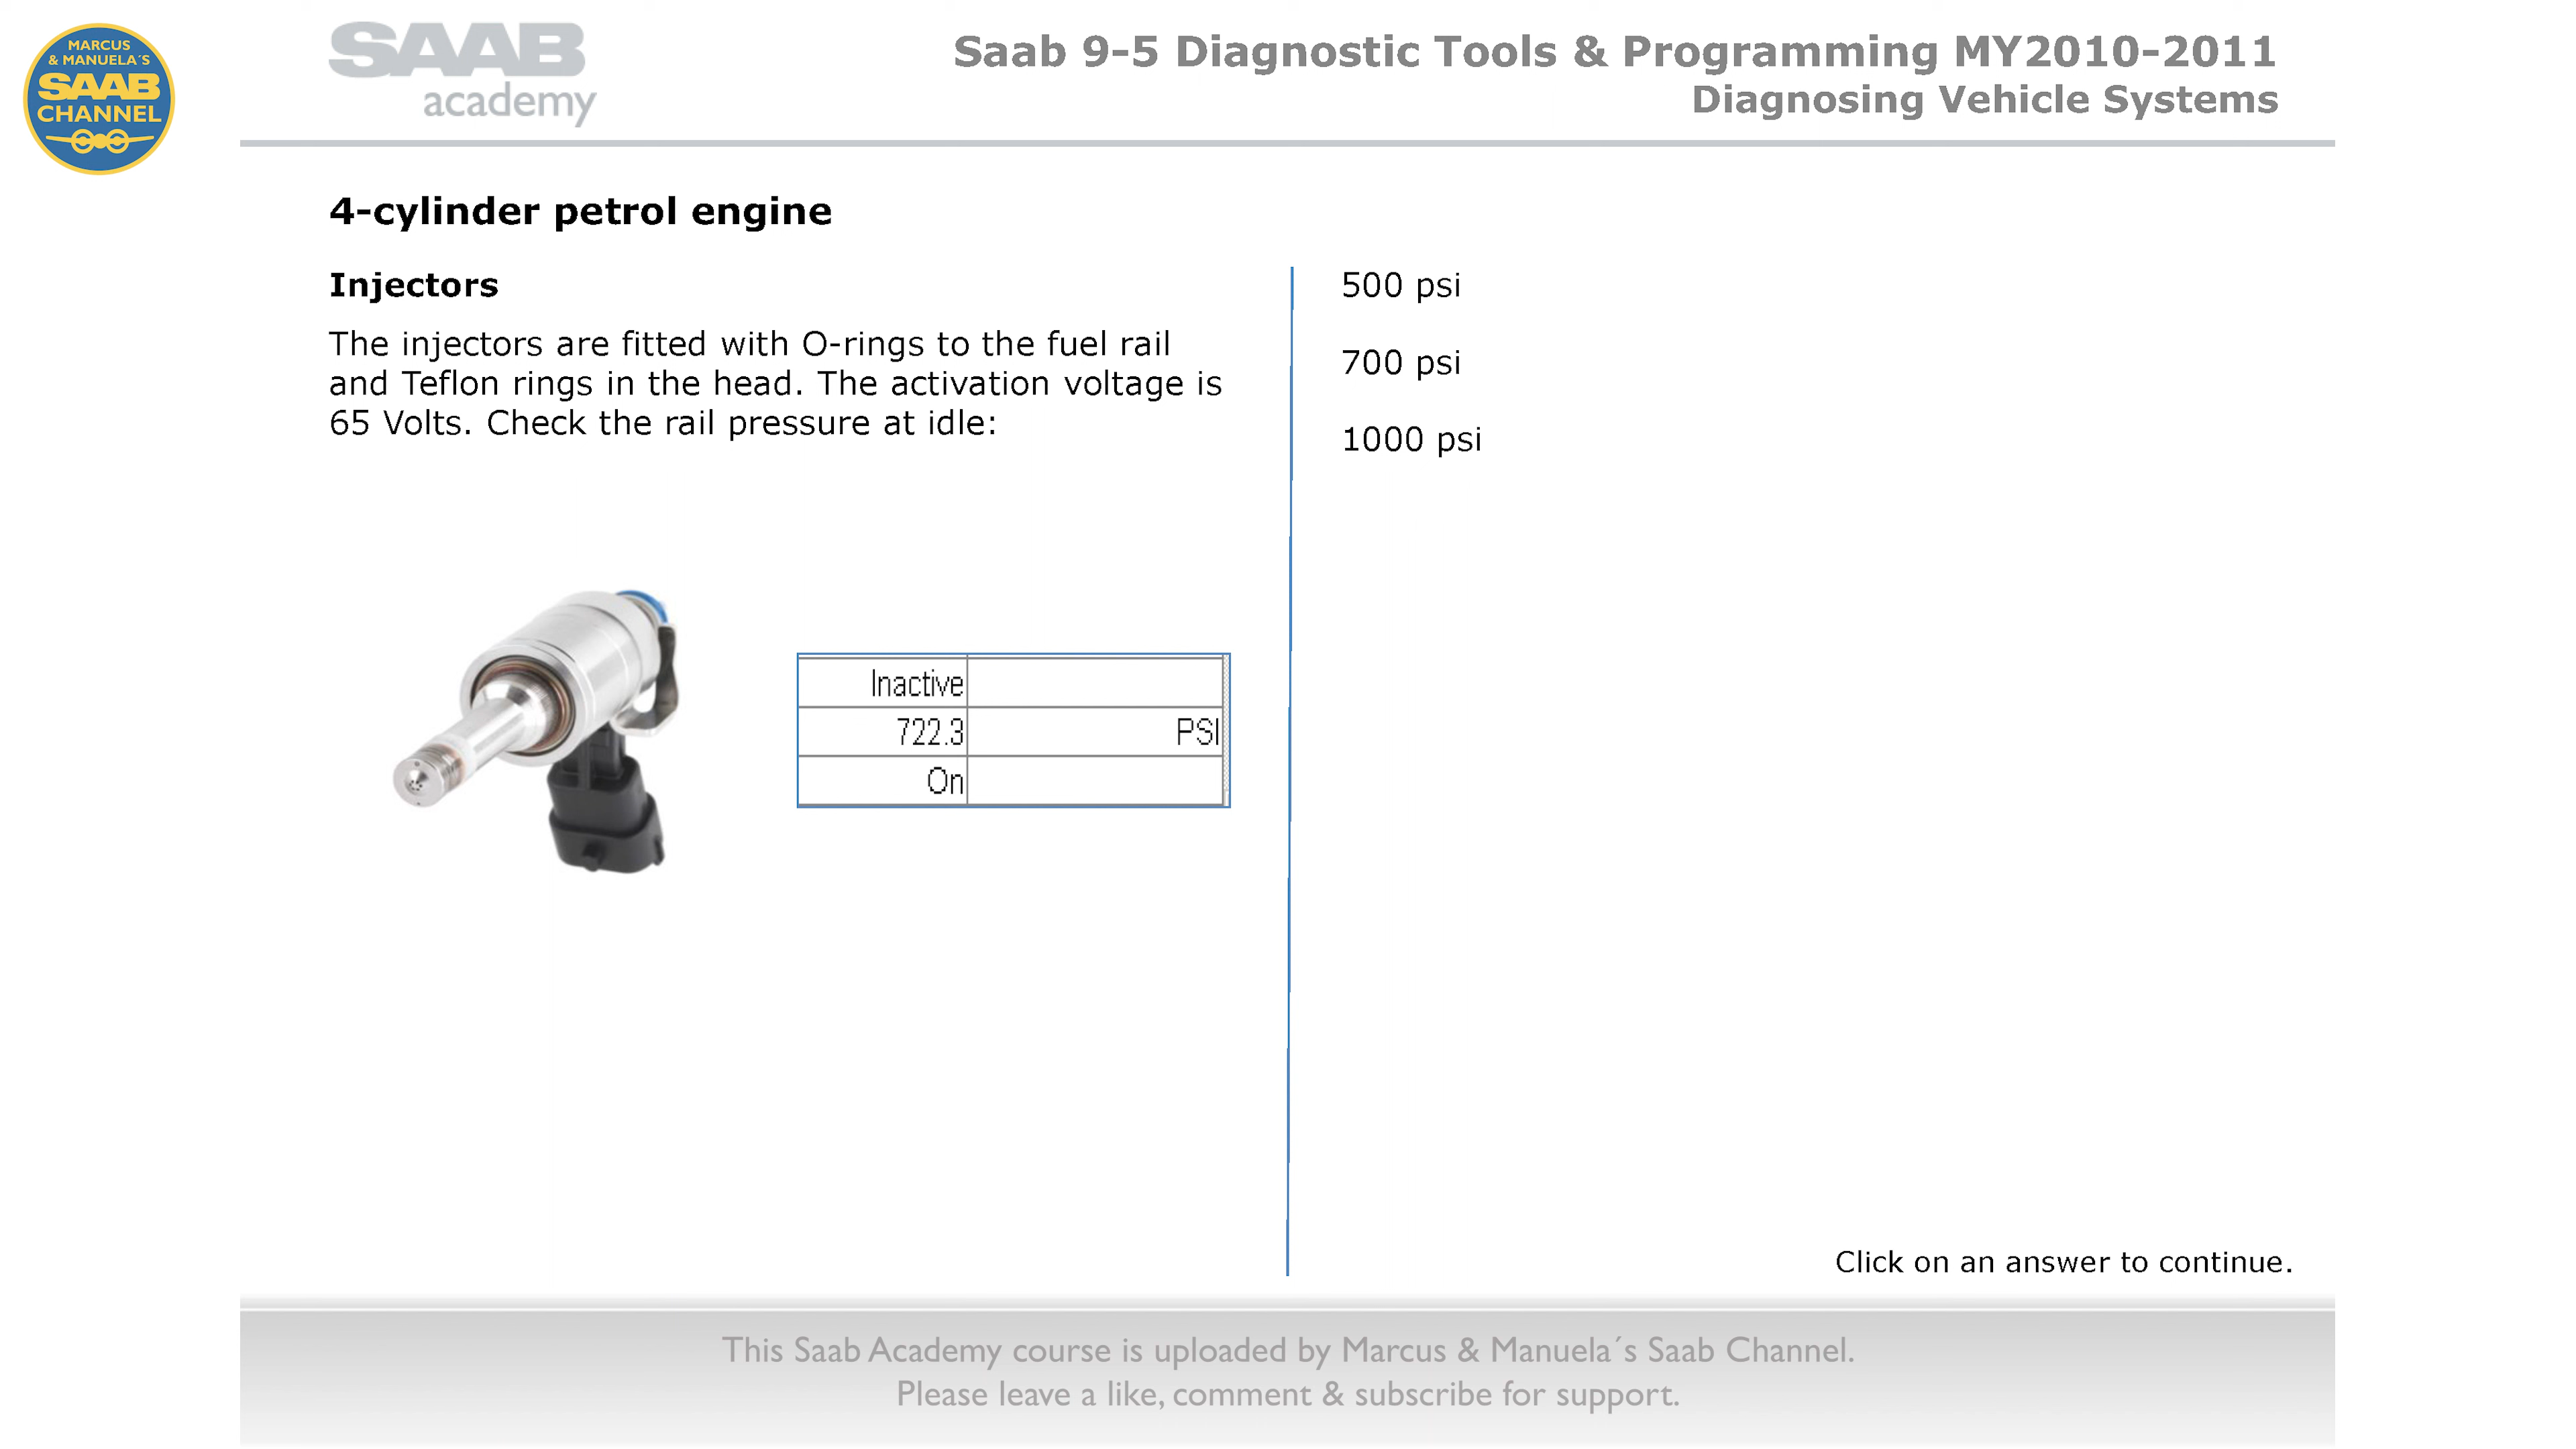 MARCUS
& MANUELA´S
SAAB
CHANNEL
SAAB
academy
Saab 9-5 Diagnostic Tools & Programming MY2010-2011
Diagnosing Vehicle Systems
4-cylinder petrol engine
Injectors
The injectors are fitted with O-rings to the fuel rail
and Teflon rings in the head. The activation voltage is
65 Volts. Check the rail pressure at idle:
Inactive
722.3 PSI
On
500 psi
700 psi
1000 psi
Click on an answer to continue.
This Saab Academy course is uploaded by Marcus & Manuela´s Saab Channel.
Please leave a like, comment & subscribe for support.